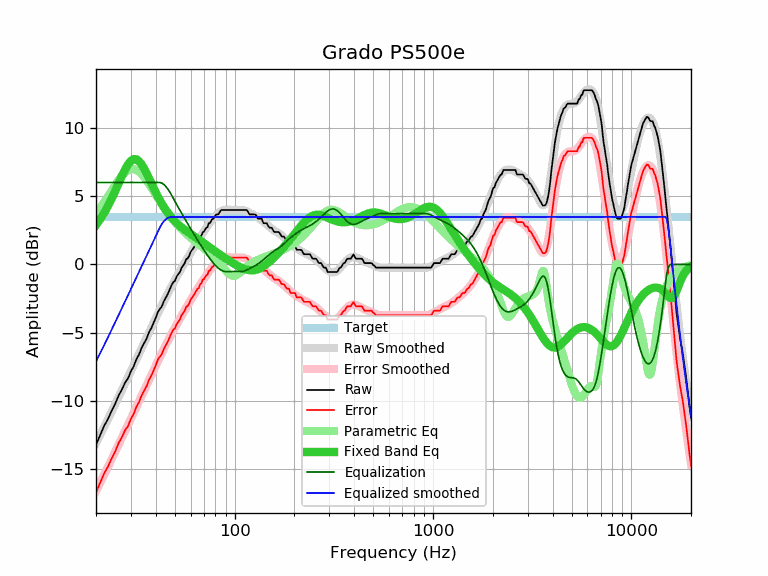 Grado PS500e
Amplitude (dBr)
10
5
0
−5
−10
−15
Target
Raw Smoothed
Error Smoothed
Raw
Error
Parametric Eq
Fixed Band Eq
Equalization
Equalized smoothed
100
1000
10000
Frequency (Hz)